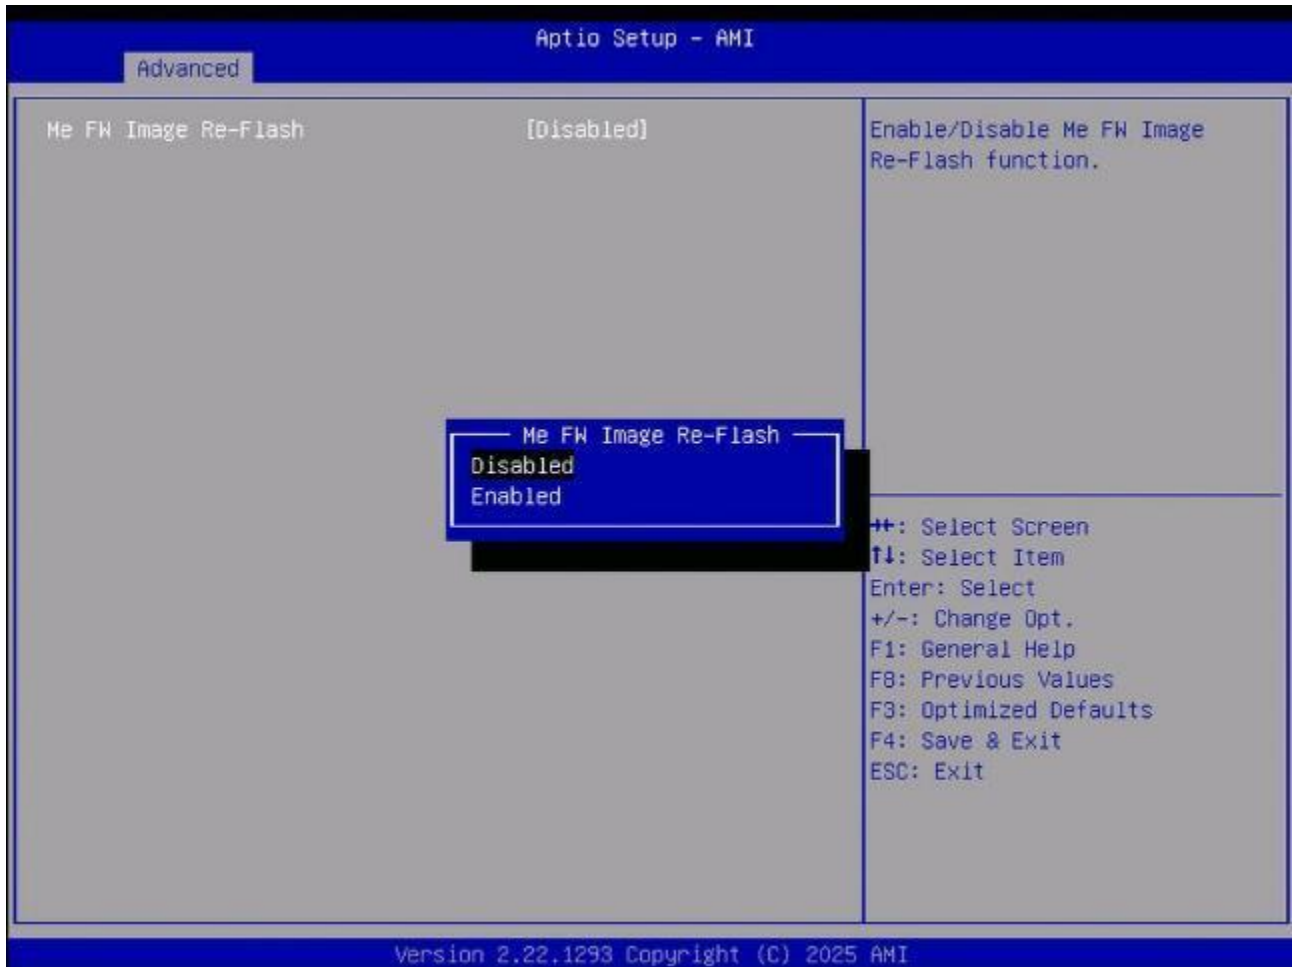 Aptio Setup - AMI
Advanced
Me FW Image Re-Flash [Disabled]
Enable/Disable Me FW Image
Re-Flash function.
Me FW Image Re-Flash
Disabled
Enabled
→←: Select Screen
↑↓: Select Item
Enter: Select
+/-: Change Opt.
F1: General Help
F8: Previous Values
F3: Optimized Defaults
F4: Save & Exit
ESC: Exit
Version 2.22.1293 Copyright (C) 2025 AMI